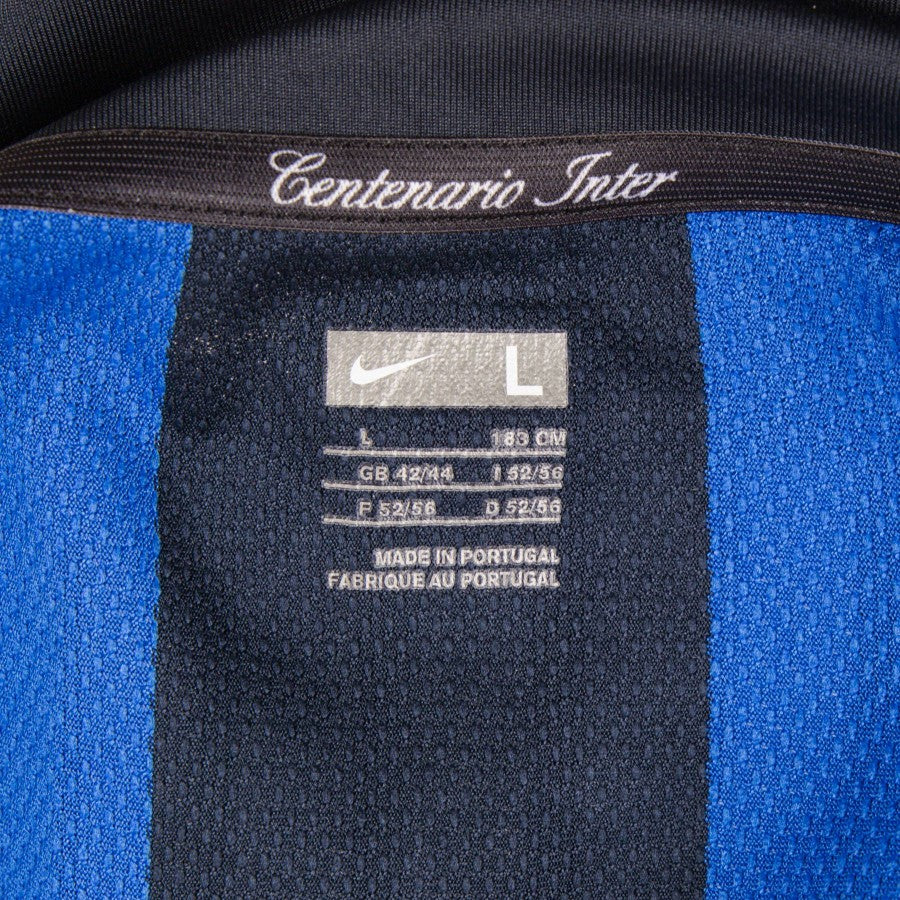 Centenario Inter
L
L 183 CM
GB 42/44 I 52/56
F 52/56 D 52/56
MADE IN PORTUGAL
FABRIQUE AU PORTUGAL